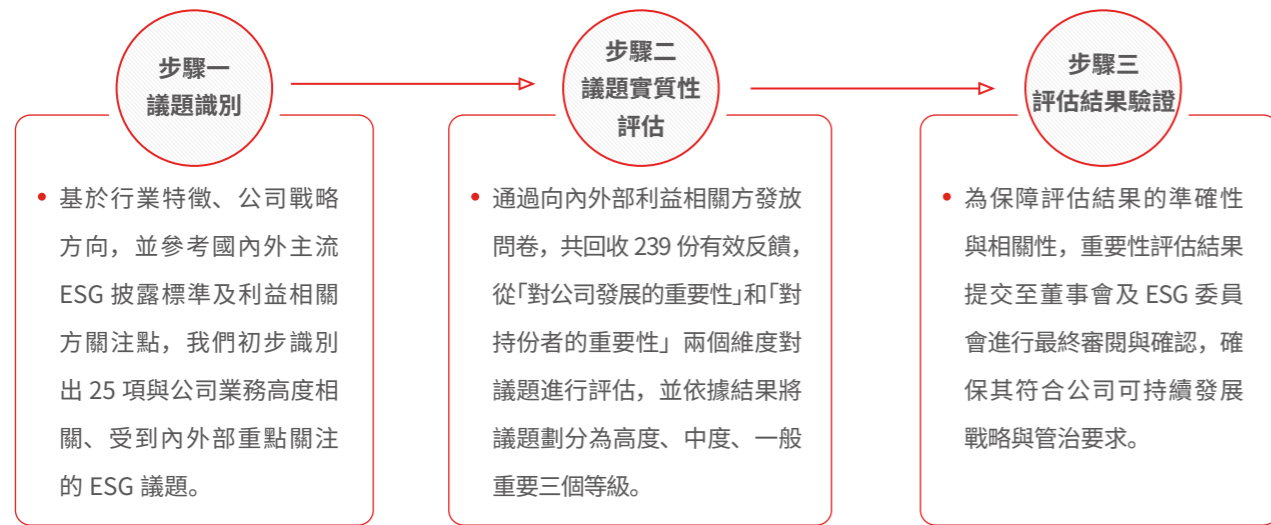 步驟一
議題識別
基於行業特徵、公司戰略
方向，並參考國內外主流
ESG 披露標準及利益相關
方關注點，我們初步識別
出 25 項與公司業務高度相
關、受到內外部重點關注
的 ESG 議題。
步驟二
議題實質性
評估
通過向內外部利益相關方發放
問卷，共回收 239 份有效反饋，
從「對公司發展的重要性」和「對
持份者的重要性」兩個維度對
議題進行評估，並依據結果將
議題劃分為高度、中度、一般
重要三個等級。
步驟三
評估結果驗證
為保障評估結果的準確性
與相關性，重要性評估結果
提交至董事會及 ESG 委員
會進行最終審閱與確認，確
保其符合公司可持續發展
戰略與管治要求。